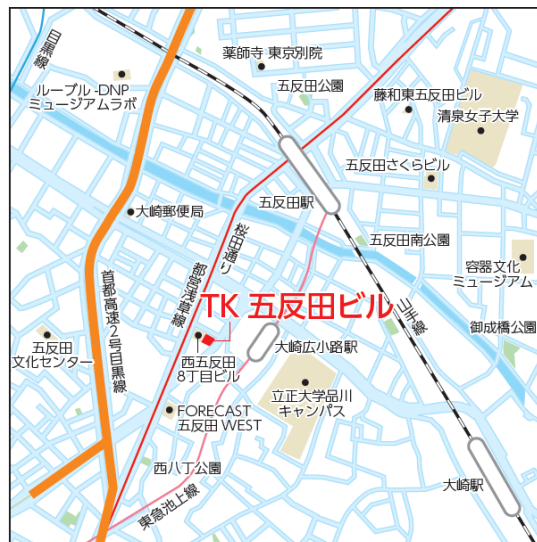 目黒線
薬師寺 東京別院
五反田公園
ルーブル-DNP
ミュージアムラボ
藤和東五反田ビル
清泉女子大学
五反田さくらビル
五反田駅
大崎郵便局
桜田通り
都営浅草線
五反田南公園
容器文化
ミュージアム
首都高速2号目黒線
TK 五反田ビル
山手線
御成橋公園
五反田
文化センター
西五反田
8丁目ビル
大崎広小路駅
立正大学品川
キャンパス
FORECAST
五反田 WEST
西八丁公園
東急池上線
大崎駅